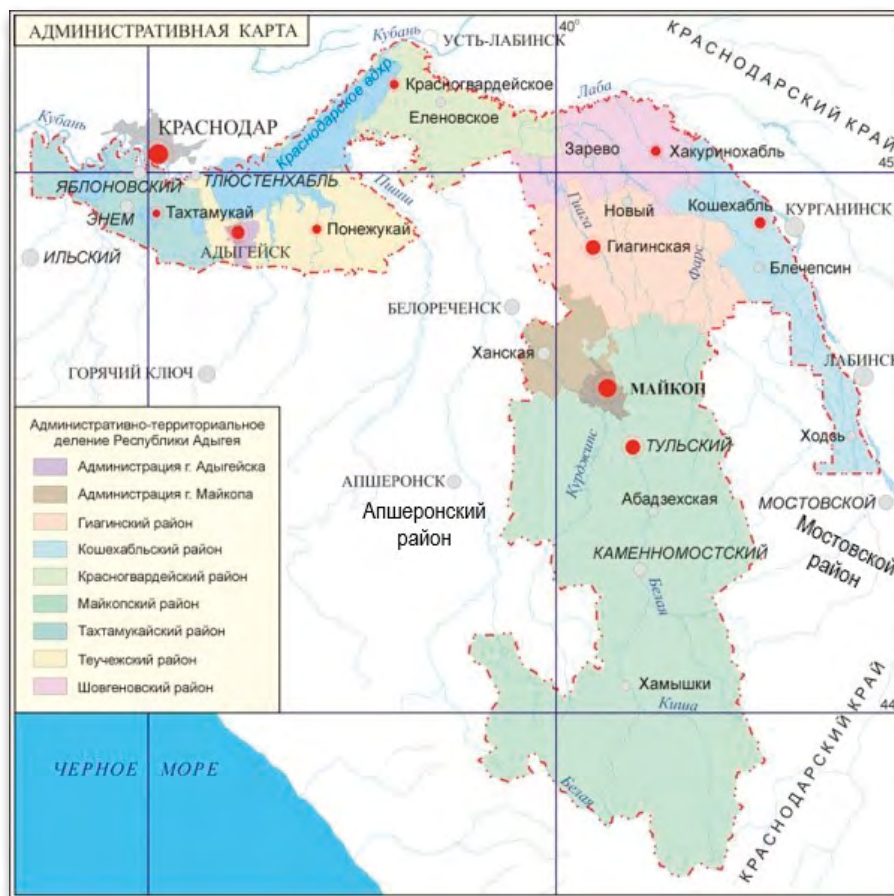 АДМИНИСТРАТИВНАЯ КАРТА
40°
Кубань
УСТЬ-ЛАБИНСК
КРАСНОДАРСКИЙ КРАЙ
Красногвардейское
Лаба
Краснодарское вдхр.
Еленовское
Кубань
КРАСНОДАР
Зарево
Хакуринохабль
45
ЯБЛОНОВСКИЙ
ТЛЮСТЕНХАБЛЬ
Пшиш
ЭНЕМ
Тахтамукай
Понежукай
Гиага
Новый
Кошехабль
КУРГАНИНСК
АДЫГЕЙСК
Гиагинская
Фарс
ИЛЬСКИЙ
Блечепсин
БЕЛОРЕЧЕНСК
Ханская
ГОРЯЧИЙ КЛЮЧ
МАЙКОП
ЛАБИНСК
Административно-территориальное
деление Республики Адыгея
Администрация г. Адыгейска
Администрация г. Майкопа
Гиагинский район
Кошехабльский район
Красногвардейский район
Майкопский район
Тахтамукайский район
Теучежский район
Шовгеновский район
Курджипс
ТУЛЬСКИЙ
Ходзь
АПШЕРОНСК
Абадзехская
МОСТОВСКОЙ
Апшеронский
район
Мостовской
район
КАМЕННОМОСТСКИЙ
Белая
Хамышки
Киша
44
КРАСНОДАРСКИЙ КРАЙ
ЧЕРНОЕ МОРЕ
Белая